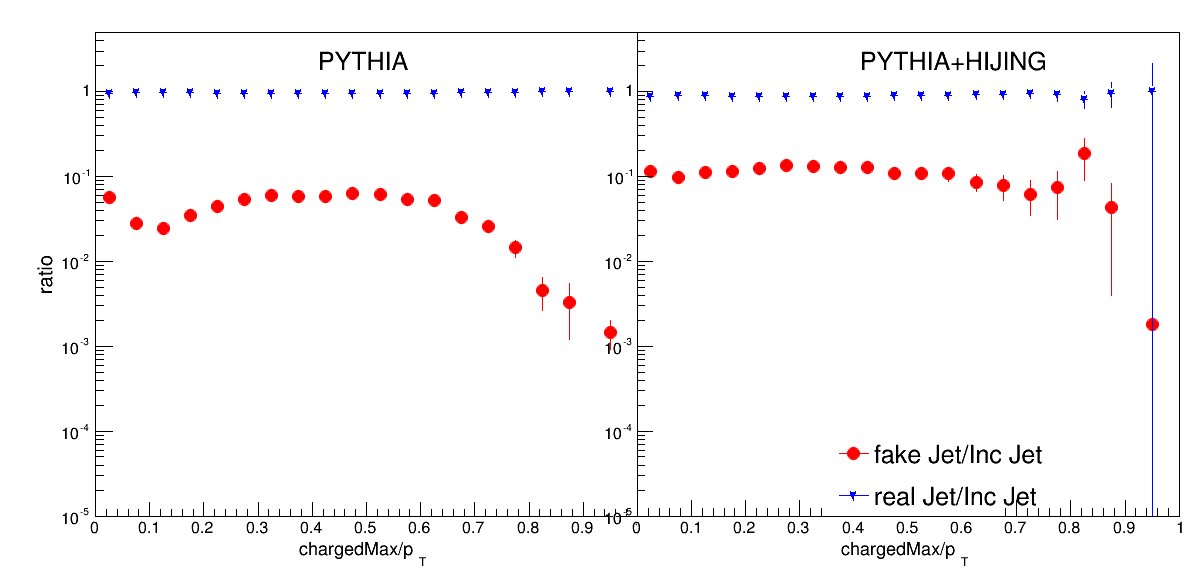 PYTHIA
PYTHIA+HIJING
ratio
1
10^-1
10^-2
10^-3
10^-4
10^-5
1
10^-1
10^-2
10^-3
10^-4
10^-5
fake Jet/Inc Jet
real Jet/Inc Jet
0 0.1 0.2 0.3 0.4 0.5 0.6 0.7 0.8 0.9
0 0.1 0.2 0.3 0.4 0.5 0.6 0.7 0.8 0.9 1
chargedMax/p_T
chargedMax/p_T